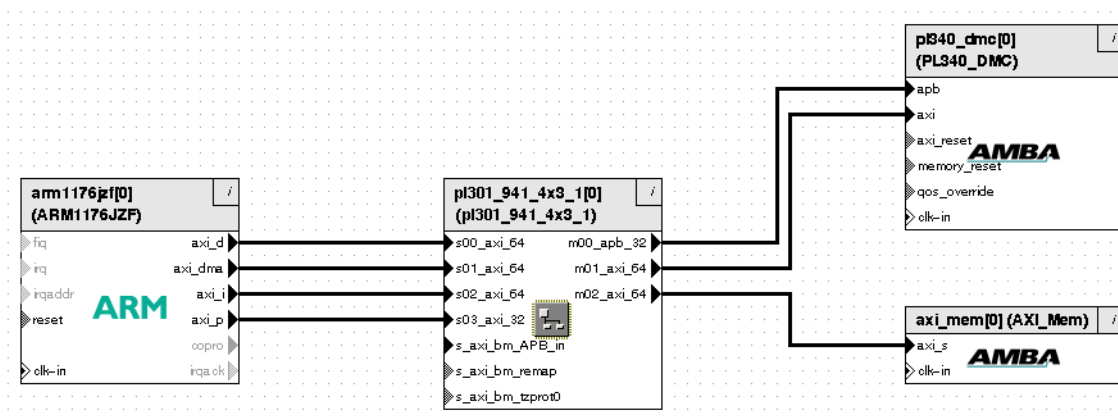 pl340_dmc[0]
(PL340_DMC)
i
apb
axi
axi_reset
AMBA
memory_reset
qos_override
clk-in
arm1176jzf[0]
(ARM1176JZF)
i
fiq
irq
irqaddr
reset
clk-in
ARM
axi_d
axi_dma
axi_i
axi_p
copro
irqack
pl301_941_4x3_1[0]
(pl301_941_4x3_1)
i
s00_axi_64
s01_axi_64
s02_axi_64
s03_axi_32
s_axi_bm_APB_in
s_axi_bm_remap
s_axi_bm_tzprot0
m00_apb_32
m01_axi_64
m02_axi_64
axi_mem[0] (AXI_Mem)
i
axi_s
AMBA
clk-in